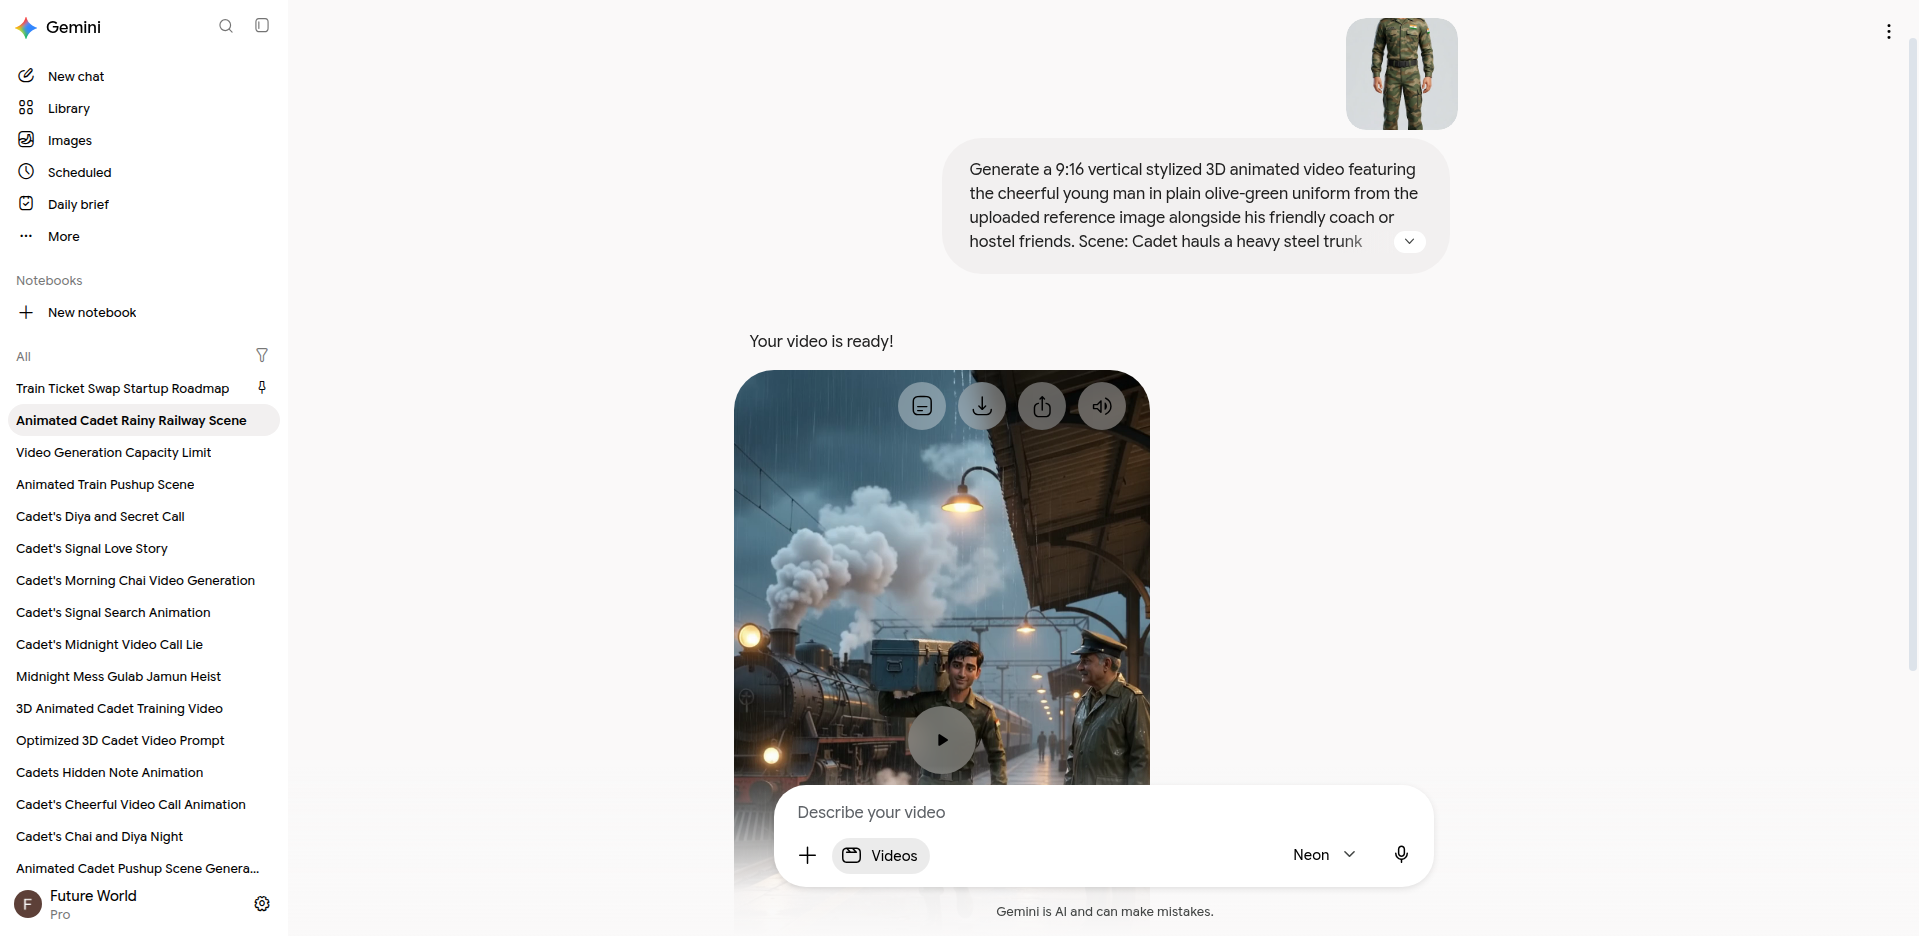 Gemini
New chat
Library
Images
Scheduled
Daily brief
More
Notebooks
New notebook
All
Train Ticket Swap Startup Roadmap
Animated Cadet Rainy Railway Scene
Video Generation Capacity Limit
Animated Train Pushup Scene
Cadet's Diya and Secret Call
Cadet's Signal Love Story
Cadet's Morning Chai Video Generation
Cadet's Signal Search Animation
Cadet's Midnight Video Call Lie
Midnight Mess Gulab Jamun Heist
3D Animated Cadet Training Video
Optimized 3D Cadet Video Prompt
Cadets Hidden Note Animation
Cadet's Cheerful Video Call Animation
Cadet's Chai and Diya Night
Animated Cadet Pushup Scene Genera...
F
Future World
Pro
Generate a 9:16 vertical stylized 3D animated video featuring
the cheerful young man in plain olive-green uniform from the
uploaded reference image alongside his friendly coach or
hostel friends. Scene: Cadet hauls a heavy steel trunk
Your video is ready!
Describe your video
Videos
Neon
Gemini is AI and can make mistakes.